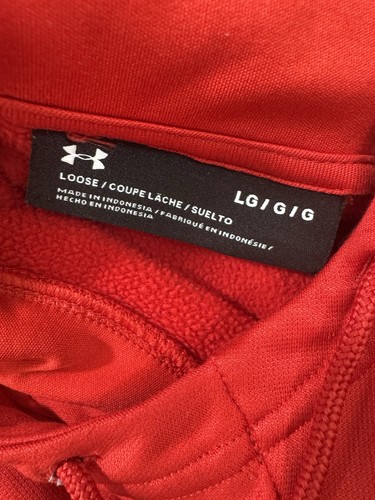 LOOSE / COUPE LÂCHE / SUELTO
LG / G / G
MADE IN INDONESIA / FABRIQUÉ EN INDONÉSIE /
HECHO EN INDONESIA